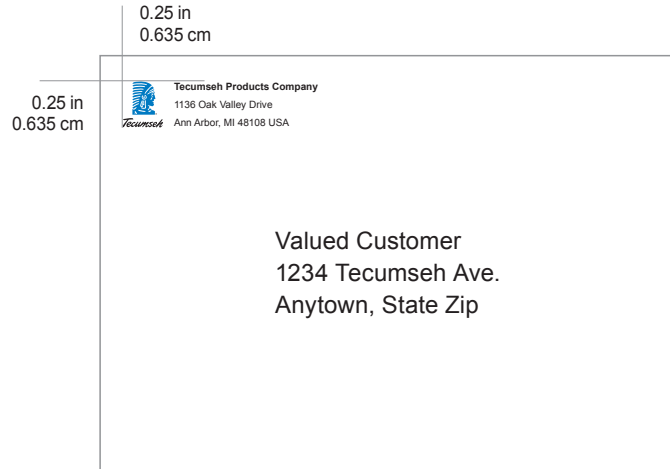 0.25 in
0.635 cm
0.25 in
0.635 cm
Tecumseh
Tecumseh Products Company
1136 Oak Valley Drive
Ann Arbor, MI 48108 USA
Valued Customer
1234 Tecumseh Ave.
Anytown, State Zip